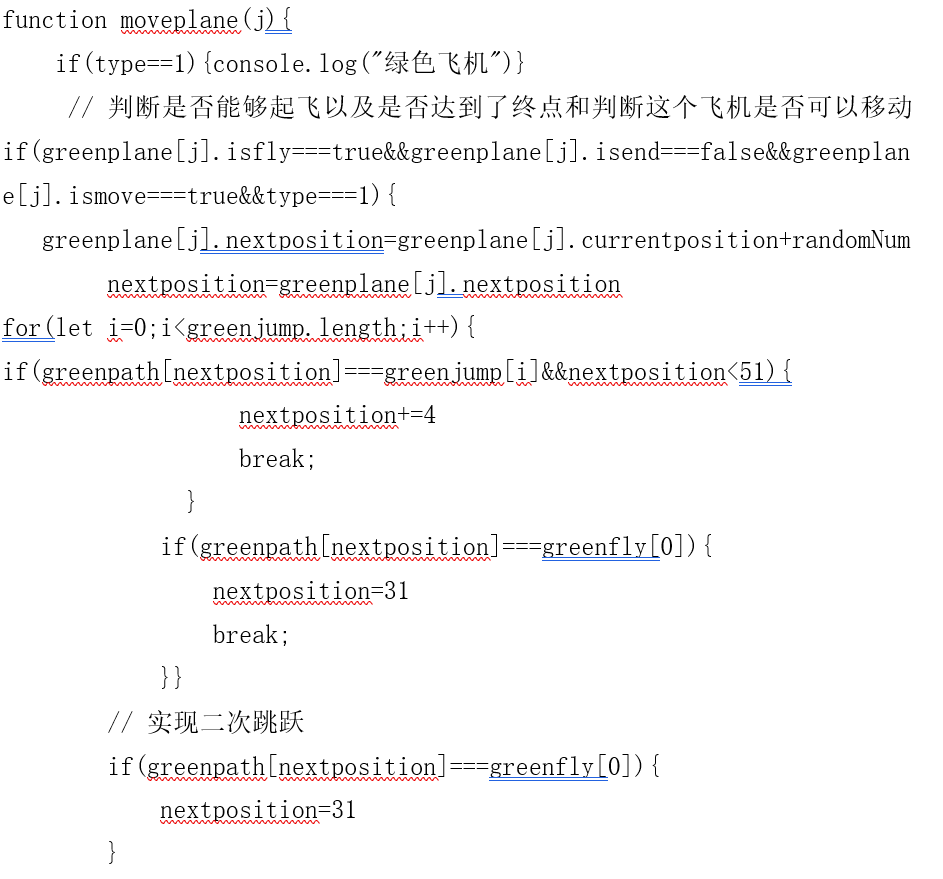 function moveplane(j){
if(type==1){console.log("绿色飞机")}
// 判断是否能够起飞以及是否达到了终点和判断这个飞机是否可以移动
if(greenplane[j].isfly===true&&greenplane[j].isend===false&&greenplan
e[j].ismove===true&&type===1){
greenplane[j].nextposition=greenplane[j].currentposition+randomNum
nextposition=greenplane[j].nextposition
for(let i=0;i<greenjump.length;i++){
if(greenpath[nextposition]===greenjump[i]&&nextposition<51){
nextposition+=4
break;
}
if(greenpath[nextposition]===greenfly[0]){
nextposition=31
break;
}}
// 实现二次跳跃
if(greenpath[nextposition]===greenfly[0]){
nextposition=31
}